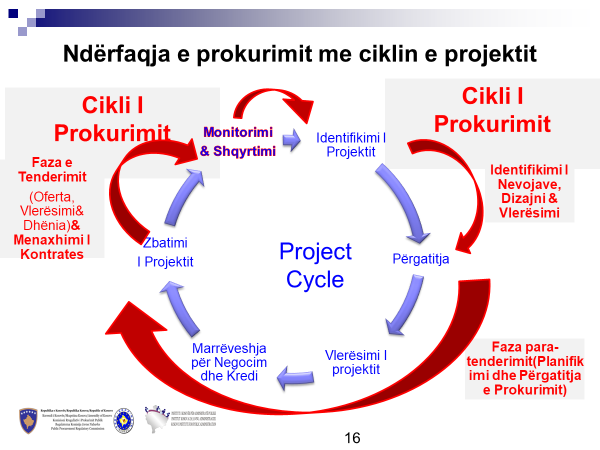 Ndërfaqja e prokurimit me ciklin e projektit
Cikli I
Prokurimit
Cikli I
Prokurimit
Monitorimi
& Shqyrtimi
Identifikimi I
Projektit
Faza e
Tenderimit
(Oferta,
Vlerësimi&
Dhënia)&
Menaxhimi I
Kontrates
Identifikimi I
Nevojave,
Dizajni &
Vlerësimi
Zbatimi
I Projektit
Project
Cycle
Përgatitja
Marrëveshja
për Negocim
dhe Kredi
Vlerësimi I
projektit
Faza para-
tenderimit(Planifik
imi dhe Përgatitja
e Prokurimit)
16